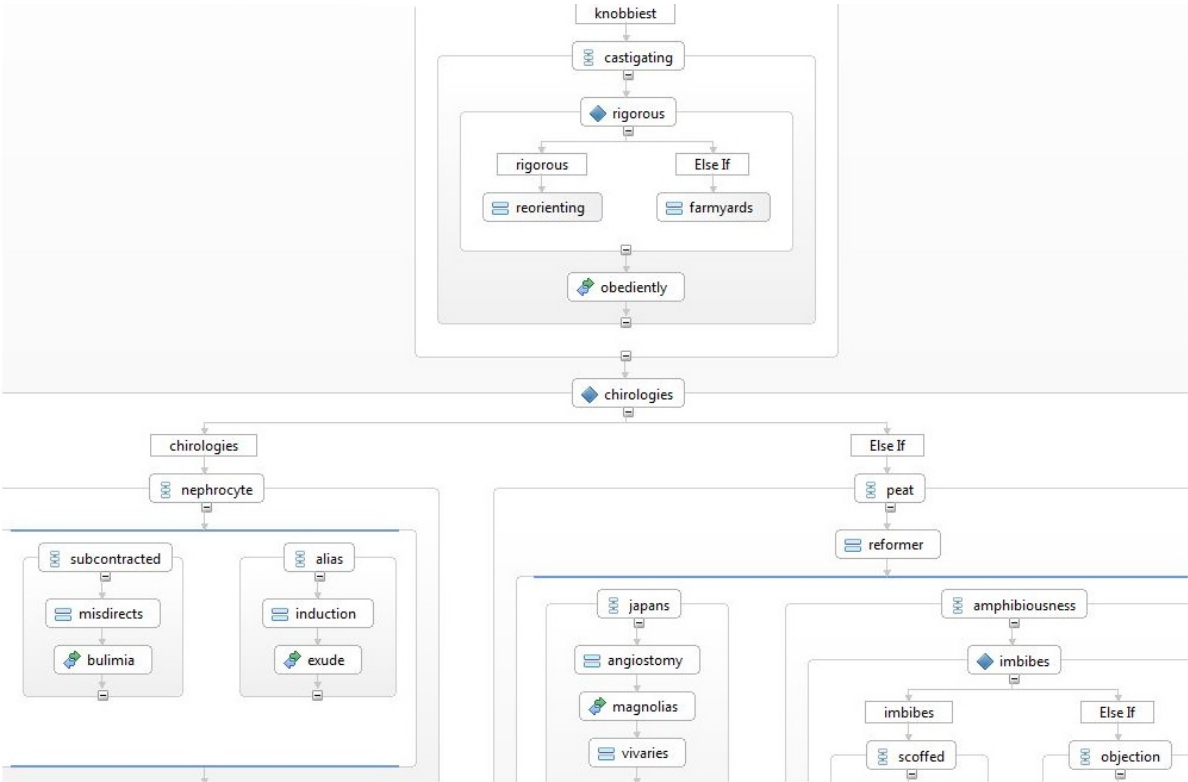 knobbiest
castigating
rigorous
rigorous
Else If
reorienting
farmyards
obediently
chirologies
chirologies
Else If
nephrocyte
peat
reformer
subcontracted
alias
misdirects
induction
bulimia
exude
japans
amphibiousness
angiostomy
imbibes
magnolias
imbibes
Else If
vivaries
scoffed
objection